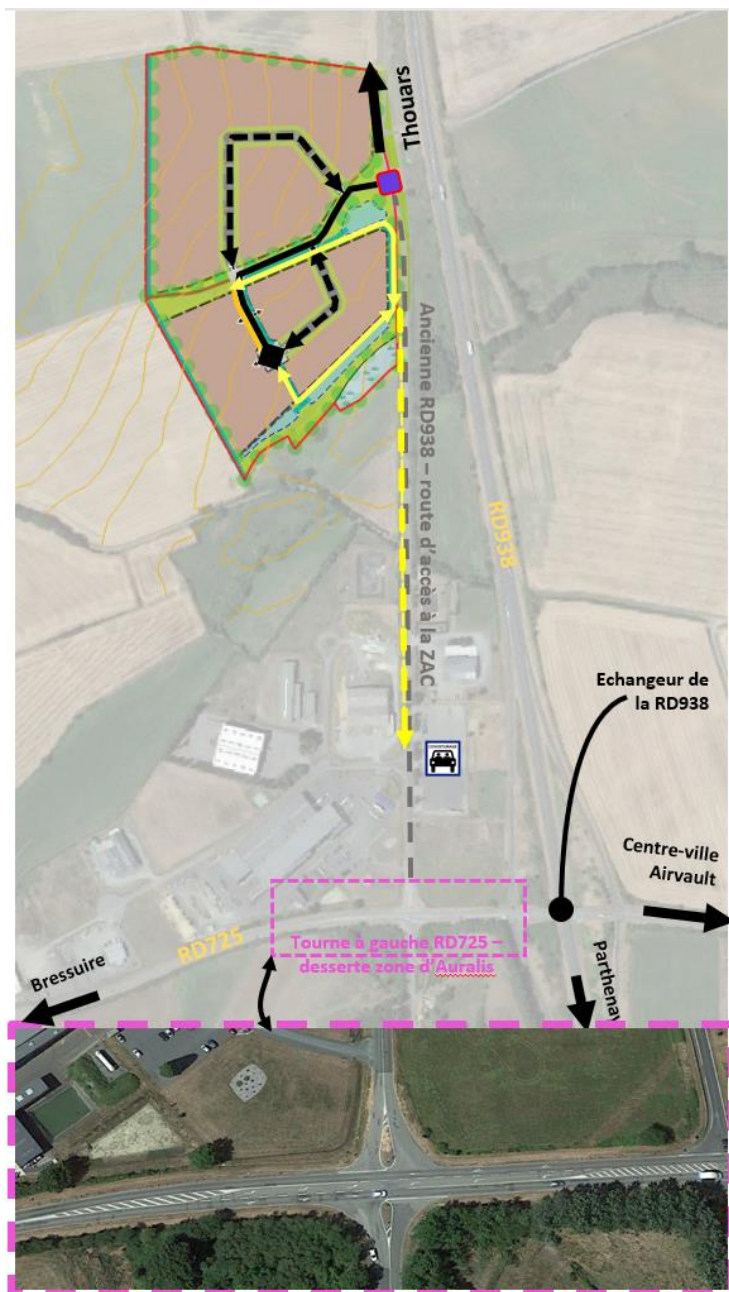 Thouars
Ancienne RD938 – route d'accès à la ZAC
RD938
Echangeur de
la RD938
COVOITURAGE
Centre-ville
Airvault
RD725
Tourne à gauche RD725 –
desserte zone d'Auralis
Bressuire
Parthenay